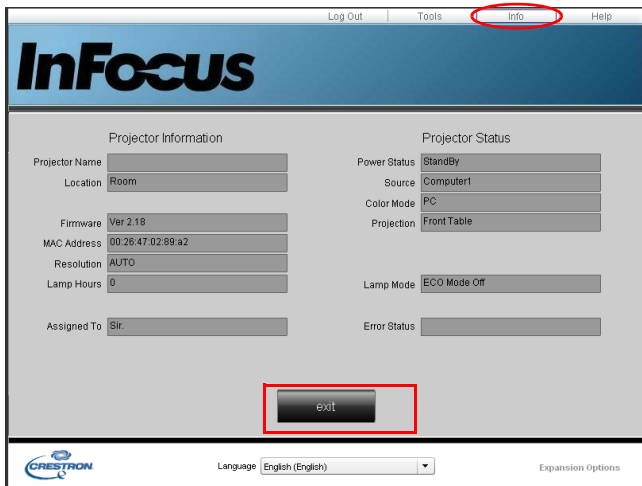 Log Out Tools Info Help
InFocus
Projector Information Projector Status
Projector Name Power Status StandBy
Location Room Source Computer1
Color Mode PC
Firmware Ver 2.18 Projection Front Table
MAC Address 00:26:47:02:89:a2
Resolution AUTO
Lamp Hours 0 Lamp Mode ECO Mode Off
Assigned To Sir. Error Status
exit
CRESTRON Language English (English) Expansion Options